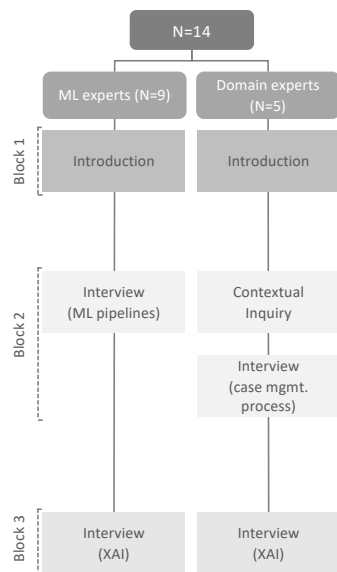 N=14
ML experts (N=9)
Domain experts
(N=5)
Block 1
Introduction
Introduction
Block 2
Interview
(ML pipelines)
Contextual
Inquiry
Interview
(case mgmt.
process)
Block 3
Interview
(XAI)
Interview
(XAI)